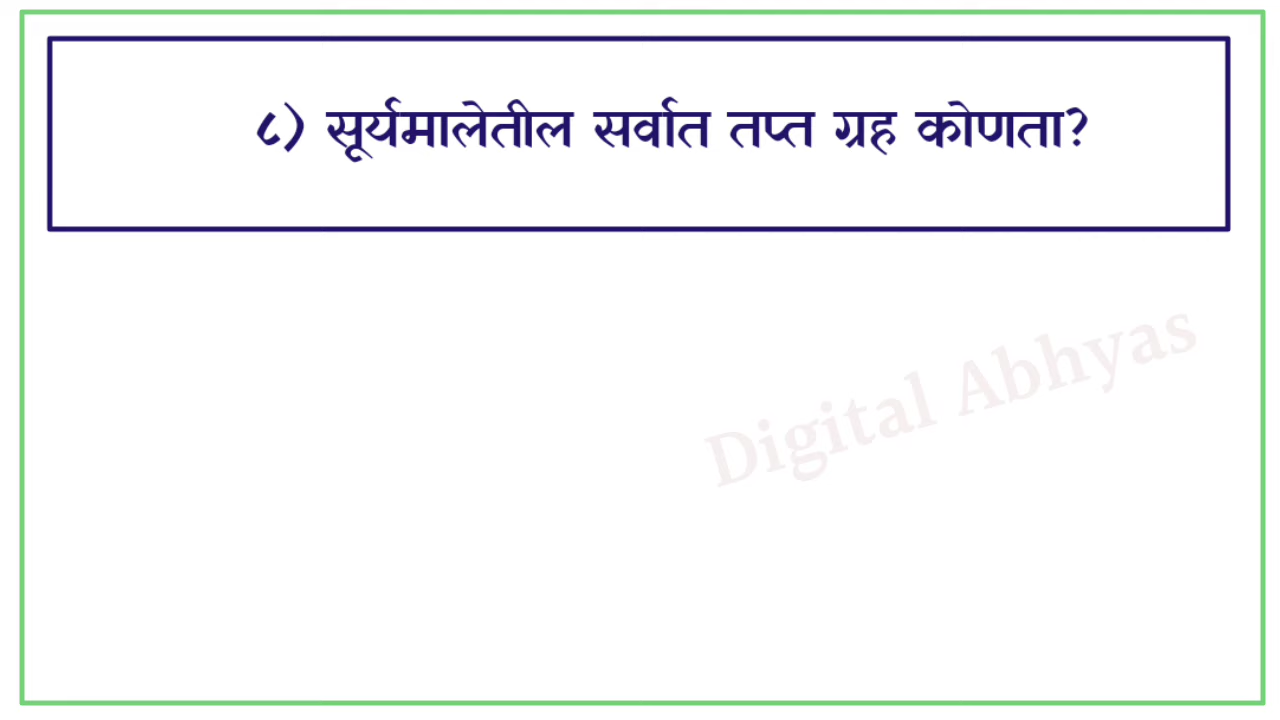 ८) सूर्यमालेतील सर्वात तप्त ग्रह कोणता?
Digital Abhyas